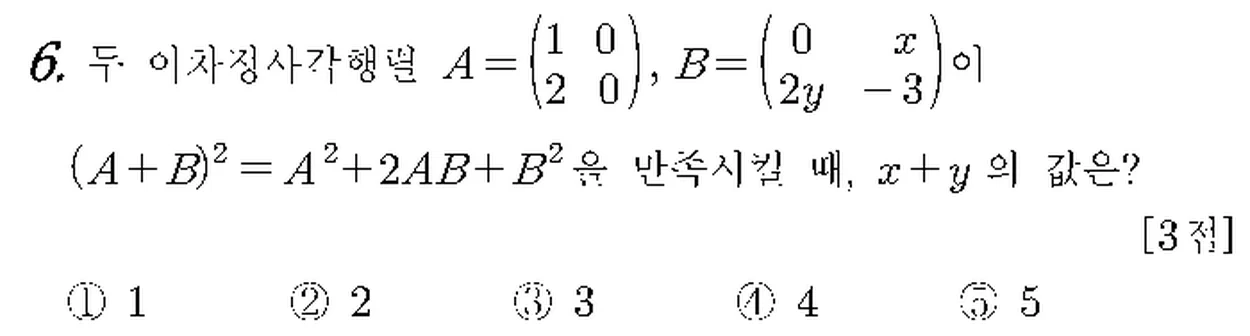 6. 두 이차정사각행렬 A=(1 0 2 0), B=(0 x 2y -3)이
(A+B)²=A²+2AB+B²을 만족시킬 때, x+y의 값은?
[3점]
① 1 ② 2 ③ 3 ④ 4 ⑤ 5